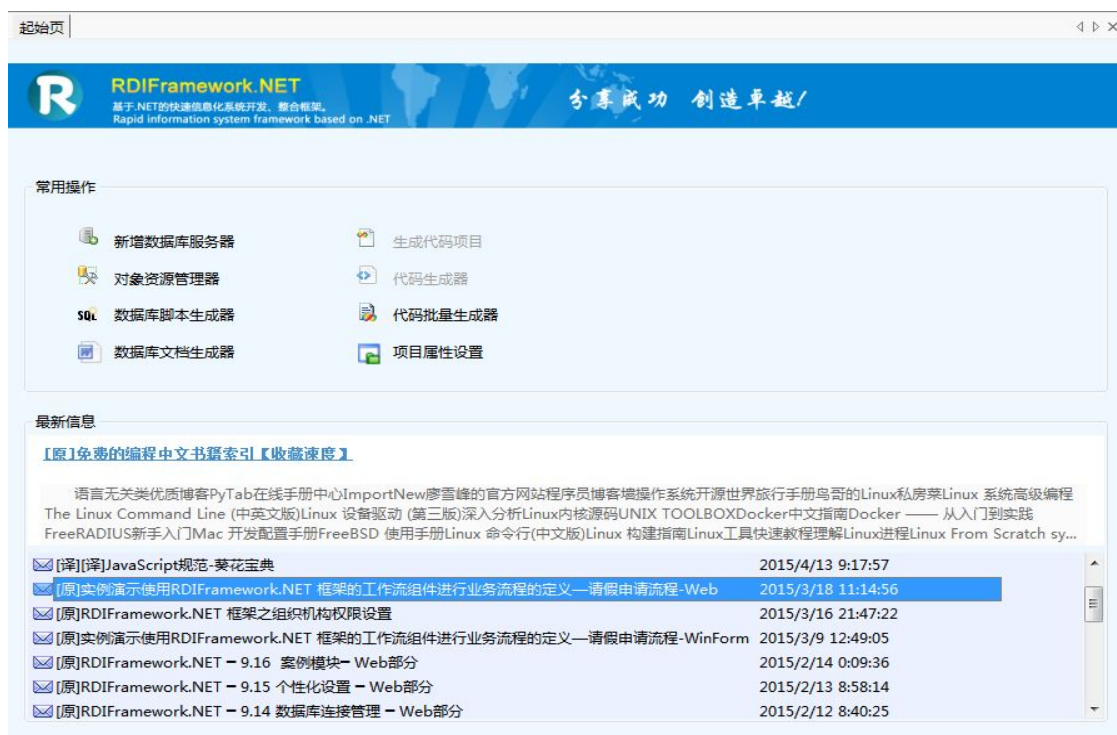 起始页
RDIFramework.NET
基于.NET的快速信息化系统开发、整合框架。
Rapid information system framework based on .NET
分享成功 创造卓越!
常用操作
新增数据库服务器
生成代码项目
对象资源管理器
代码生成器
SQL 数据库脚本生成器
代码批量生成器
数据库文档生成器
项目属性设置
最新信息
[原]免费的编程中文书籍索引【收藏速度】
语言无关类优质博客PyTab在线手册中心ImportNew廖雪峰的官方网站程序员博客墙操作系统开源世界旅行手册鸟哥的Linux私房菜Linux 系统高级编程
The Linux Command Line (中英文版)Linux 设备驱动 (第三版)深入分析Linux内核源码UNIX TOOLBOXDocker中文指南Docker —— 从入门到实践
FreeRADIUS新手入门Mac 开发配置手册FreeBSD 使用手册Linux 命令行(中文版)Linux 构建指南Linux工具快速教程理解Linux进程Linux From Scratch sy...
[译][译]JavaScript规范-葵花宝典 2015/4/13 9:17:57
[原]实例演示使用RDIFramework.NET 框架的工作流组件进行业务流程的定义—请假申请流程-Web 2015/3/18 11:14:56
[原]RDIFramework.NET 框架之组织机构权限设置 2015/3/16 21:47:22
[原]实例演示使用RDIFramework.NET 框架的工作流组件进行业务流程的定义—请假申请流程-WinForm 2015/3/9 12:49:05
[原]RDIFramework.NET ━ 9.16 案例模块━ Web部分 2015/2/14 0:09:36
[原]RDIFramework.NET ━ 9.15 个性化设置 ━ Web部分 2015/2/13 8:58:14
[原]RDIFramework.NET ━ 9.14 数据库连接管理 ━ Web部分 2015/2/12 8:40:25